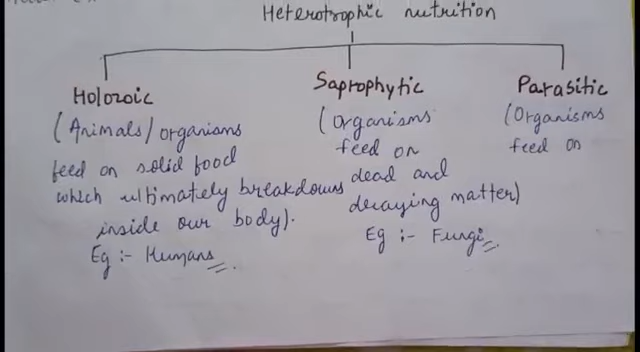 Heterotrophic nutrition
Holozoic
(Animals/organisms
feed on solid food
which ultimately breakdowns
inside our body).
Eg :- Humans
Saprophytic
(organisms
feed on
dead and
decaying matter)
Eg :- Fungi
Parasitic
(Organisms
feed on